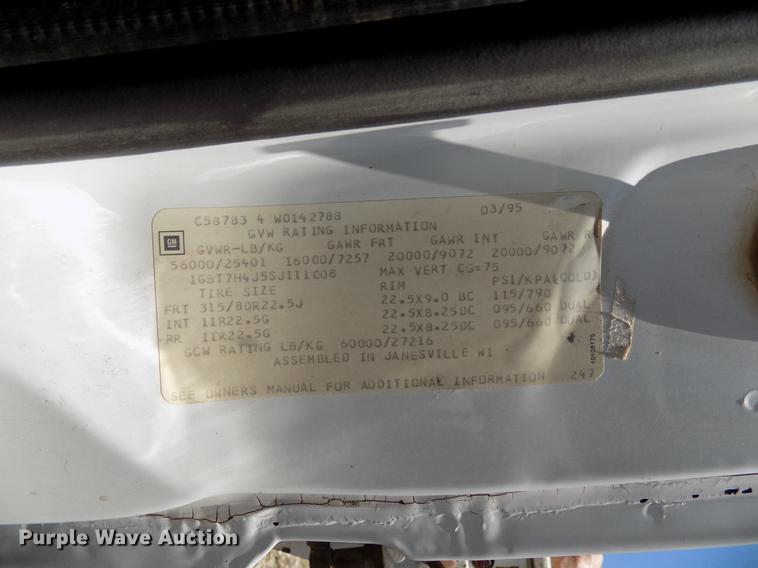 C58783 4 W0142788 03/95
GVW RATING INFORMATION
GM
GVWR-LB/KG GAWR FRT GAWR INT GAWR
56000/25401 16000/7257 20000/9072 20000/9072
1GBT7H4J5SJ111008 MAX VERT CG=75
TIRE SIZE RIM PSI/KPA(COLD)
FRT 315/80R22.5J 22.5X9.0 BC 115/790
INT 11R22.5G 22.5X8.25DC 095/660 DUAL
RR 11R22.5G 22.5X8.25DC 095/660 DUAL
GCW RATING LB/KG 60000/27216
ASSEMBLED IN JANESVILLE WI
SEE OWNERS MANUAL FOR ADDITIONAL INFORMATION 247
10108175
Purple Wave Auction